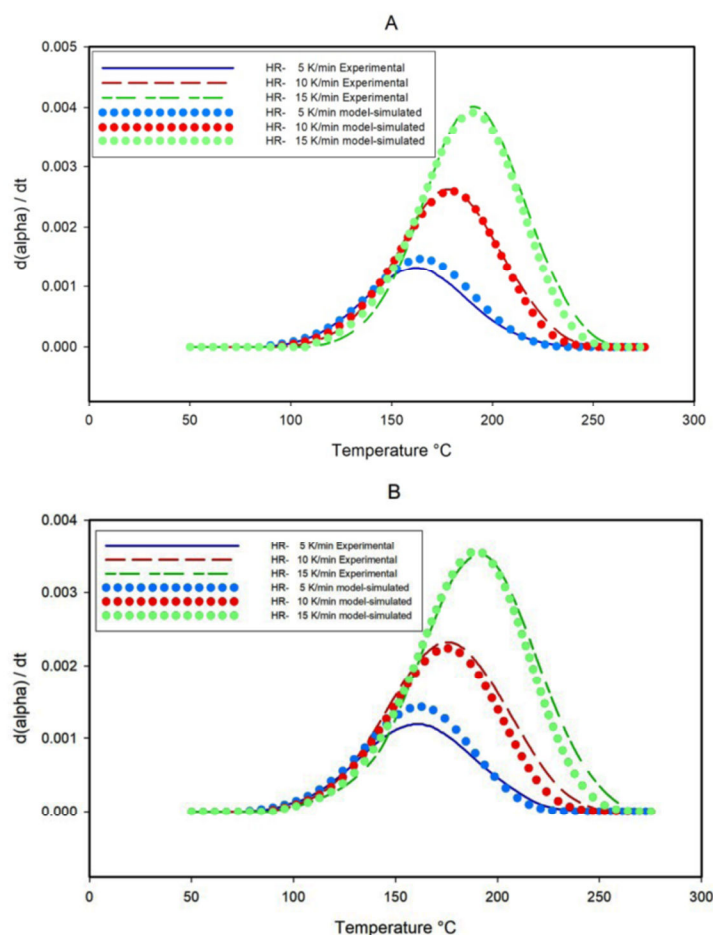 A
0.005
0.004
0.003
0.002
0.001
0.000
d(alpha) / dt
HR- 5 K/min Experimental
HR- 10 K/min Experimental
HR- 15 K/min Experimental
HR- 5 K/min model-simulated
HR- 10 K/min model-simulated
HR- 15 K/min model-simulated
0 50 100 150 200 250 300
Temperature °C
B
0.004
0.003
0.002
0.001
0.000
d(alpha) / dt
HR- 5 K/min Experimental
HR- 10 K/min Experimental
HR- 15 K/min Experimental
HR- 5 K/min model-simulated
HR- 10 K/min model-simulated
HR- 15 K/min model-simulated
0 50 100 150 200 250 300
Temperature °C